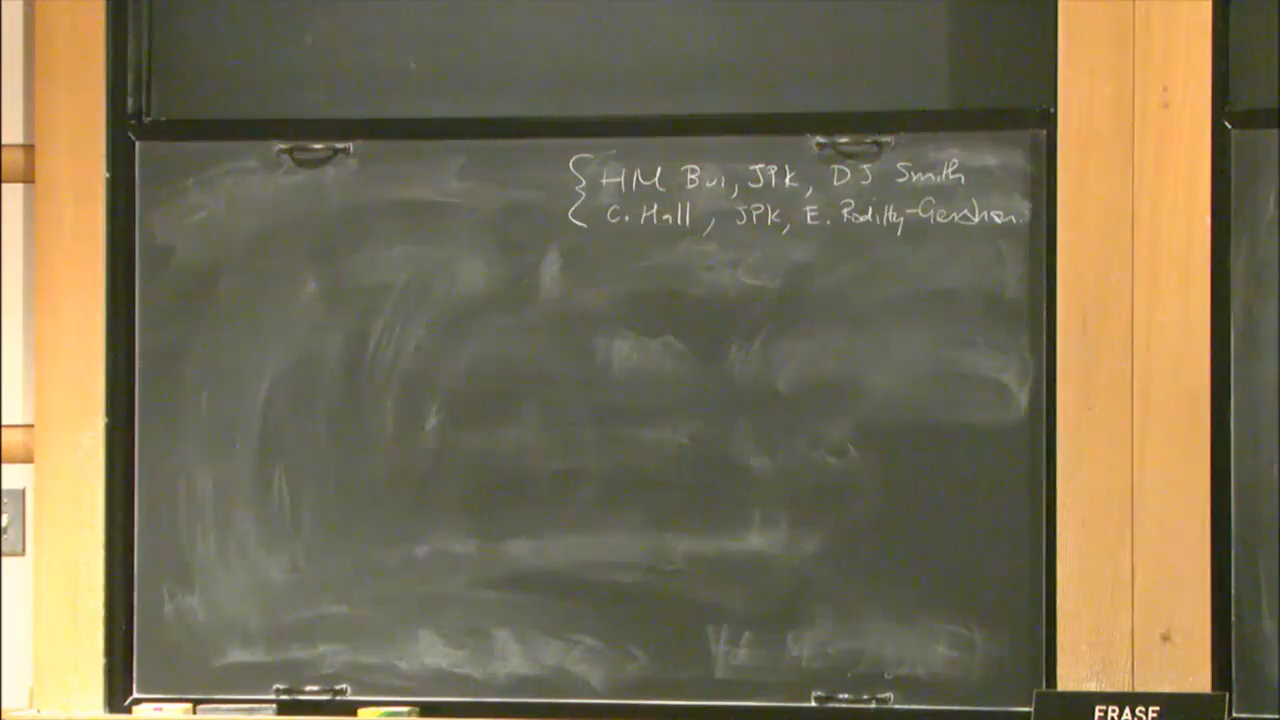 { HM Bui, JPK, DJ Smith
C. Hall, JPK, E. Roditty-Gershon.
ERASE